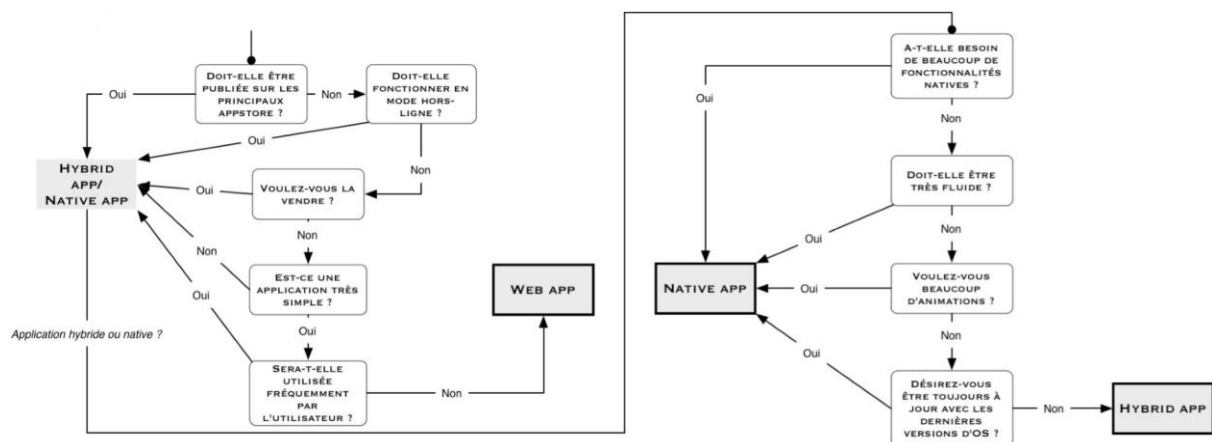 DOIT-ELLE ÊTRE
PUBLIÉE SUR LES
PRINCIPAUX
APPSTORE ?
Oui
Non
DOIT-ELLE
FONCTIONNER EN
MODE HORS-
LIGNE ?
Oui
Non
HYBRID
APP/
NATIVE APP
VOULEZ-VOUS LA
VENDRE ?
Oui
Non
EST-CE UNE
APPLICATION TRÈS
SIMPLE ?
Non
Oui
SERA-T-ELLE
UTILISÉE
FRÉQUEMMENT
PAR
L'UTILISATEUR ?
Oui
Non
WEB APP
Application hybride ou native ?
A-T-ELLE BESOIN
DE BEAUCOUP DE
FONCTIONNALITÉS
NATIVES ?
Oui
Non
DOIT-ELLE ÊTRE
TRÈS FLUIDE ?
Oui
Non
NATIVE APP
VOULEZ-VOUS
BEAUCOUP
D'ANIMATIONS ?
Oui
Non
DÉSIREZ-VOUS
ÊTRE TOUJOURS À
JOUR AVEC LES
DERNIÈRES
VERSIONS D'OS ?
Oui
Non
HYBRID APP